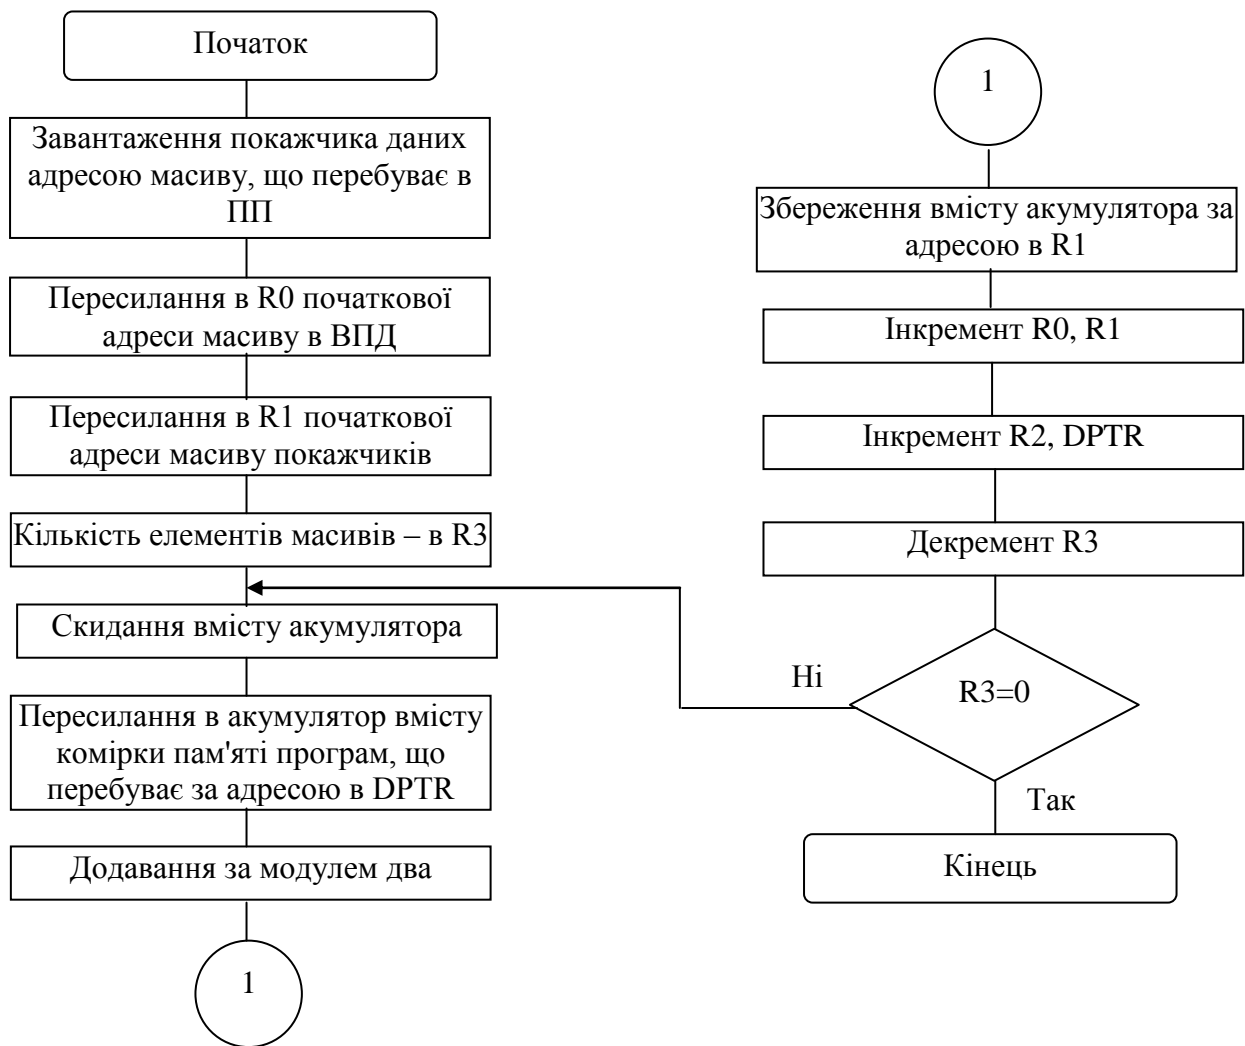 Початок
Завантаження покажчика даних
адресою масиву, що перебуває в
ПП
Пересилання в R0 початкової
адреси масиву в ВПД
Пересилання в R1 початкової
адреси масиву покажчиків
Кількість елементів масивів – в R3
Скидання вмісту акумулятора
Пересилання в акумулятор вмісту
комірки пам'яті програм, що
перебуває за адресою в DPTR
Додавання за модулем два
1
1
Збереження вмісту акумулятора за
адресою в R1
Інкремент R0, R1
Інкремент R2, DPTR
Декремент R3
R3=0
Ні
Так
Кінець